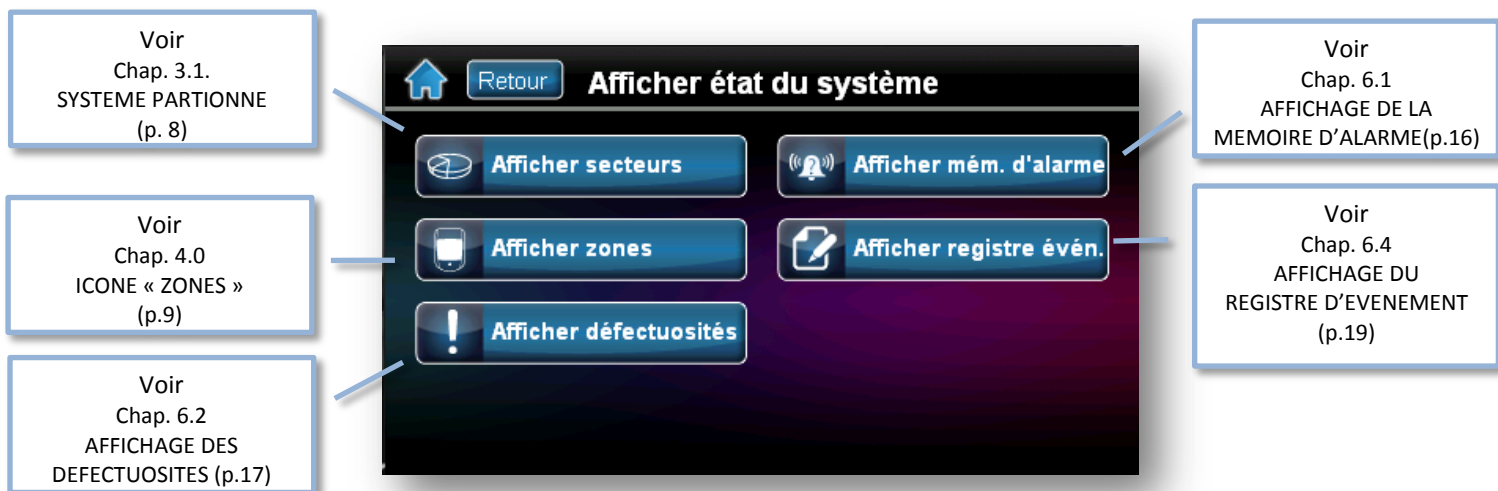 Voir
Chap. 3.1.
SYSTEME PARTIONNE
(p. 8)
Voir
Chap. 4.0
ICONE « ZONES »
(p.9)
Voir
Chap. 6.2
AFFICHAGE DES
DEFECTUOSITES (p.17)
Retour
Afficher état du système
Afficher secteurs
Afficher mém. d'alarme
Afficher zones
Afficher registre évén.
Afficher défectuosités
Voir
Chap. 6.1
AFFICHAGE DE LA
MEMOIRE D’ALARME(p.16)
Voir
Chap. 6.4
AFFICHAGE DU
REGISTRE D’EVENEMENT
(p.19)